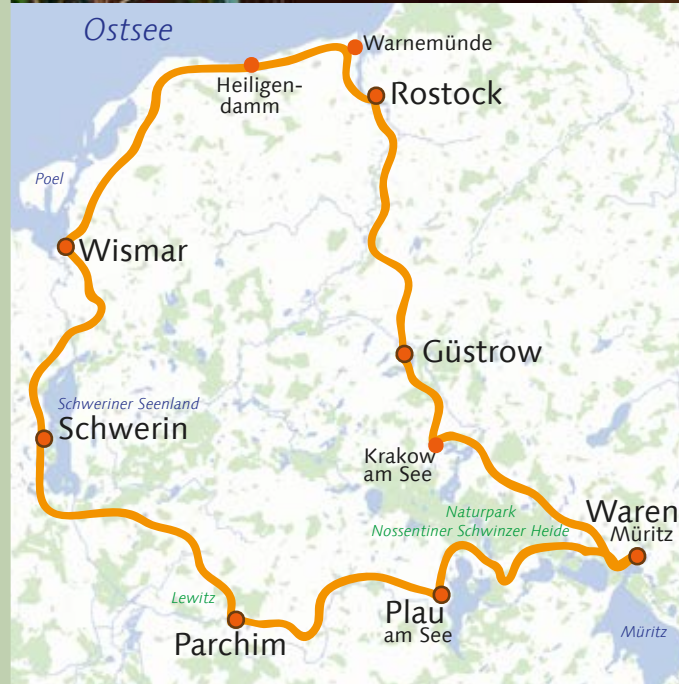 Ostsee
Warnemünde
Heiligen-
damm
Rostock
Poel
Wismar
Güstrow
Schweriner Seenland
Schwerin
Krakow
am See
Naturpark
Nossentiner Schwinzer Heide
Waren
Müritz
Lewitz
Plau
am See
Parchim
Müritz